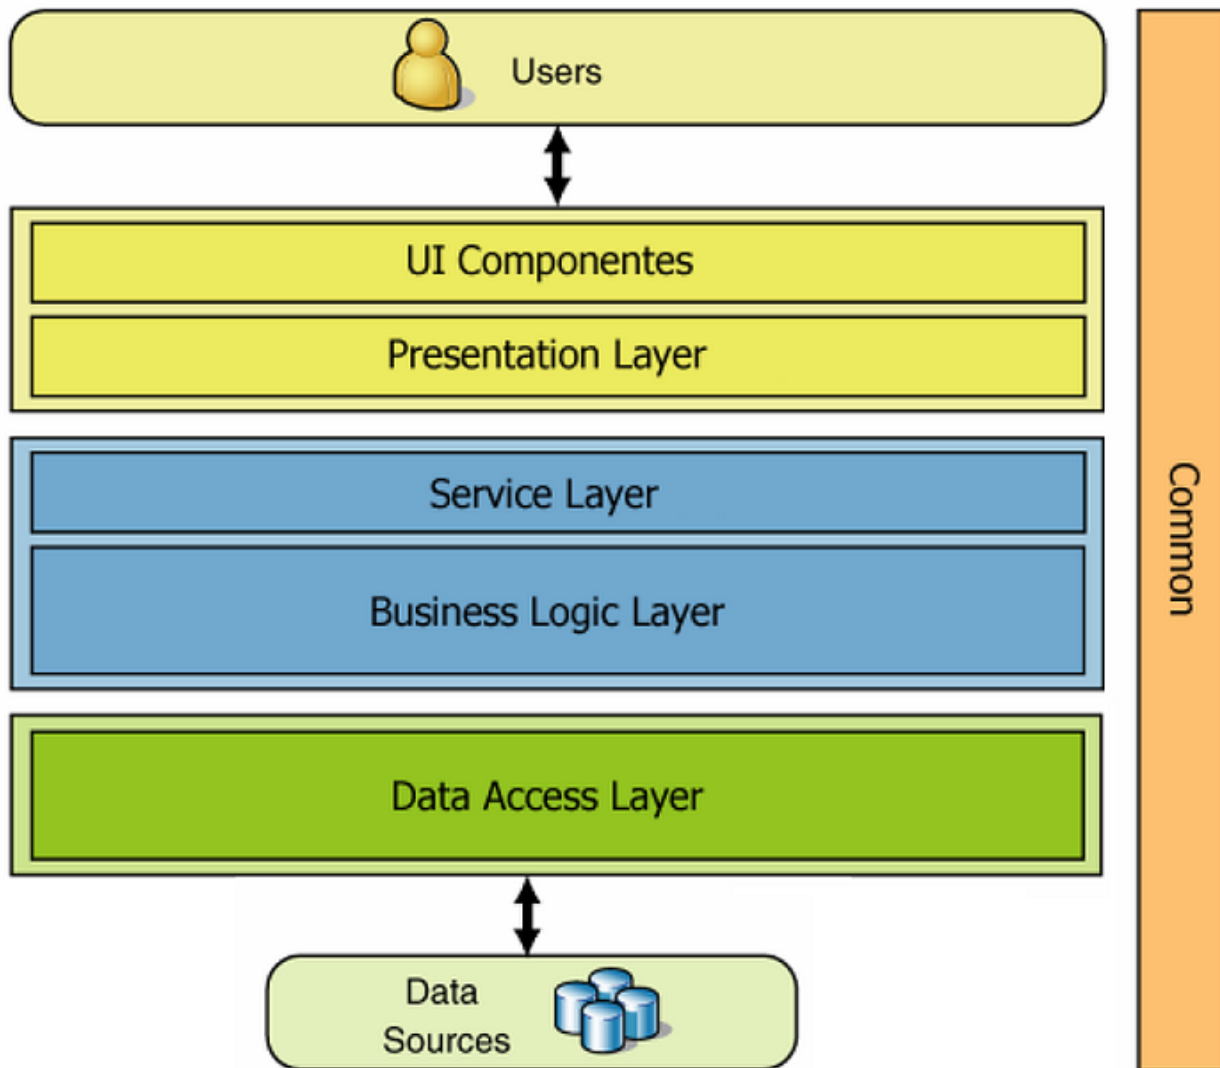 Users
UI Componentes
Presentation Layer
Service Layer
Business Logic Layer
Data Access Layer
Data
Sources
Common